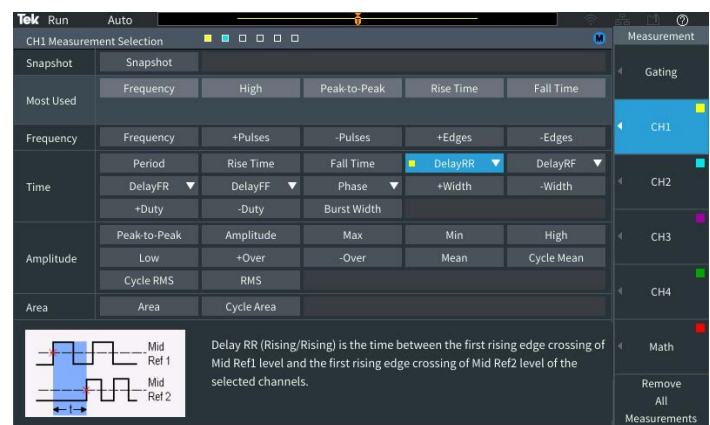 Tek Run Auto
CH1 Measurement Selection M Measurement
Snapshot Snapshot
Gating
Most Used Frequency High Peak-to-Peak Rise Time Fall Time
CH1
Frequency Frequency +Pulses -Pulses +Edges -Edges
Time Period Rise Time Fall Time DelayRR DelayRF
DelayFR DelayFF Phase +Width -Width
CH2
+Duty -Duty Burst Width
Amplitude Peak-to-Peak Amplitude Max Min High
CH3
Low +Over -Over Mean Cycle Mean
Cycle RMS RMS
CH4
Area Area Cycle Area
Mid
Ref 1
Mid
Ref 2
t
Delay RR (Rising/Rising) is the time between the first rising edge crossing of
Mid Ref1 level and the first rising edge crossing of Mid Ref2 level of the
selected channels.
Math
Remove
All
Measurements